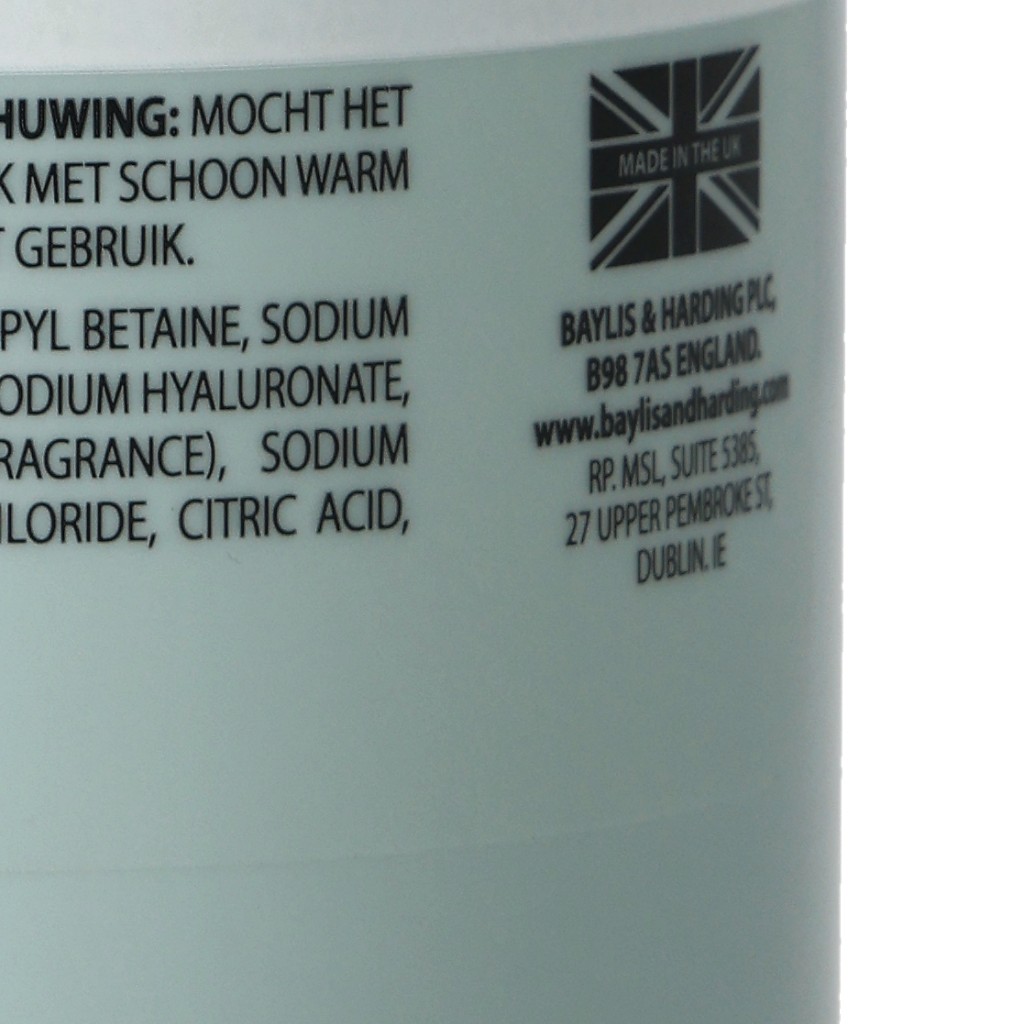 HUWING: MOCHT HET
K MET SCHOON WARM
T GEBRUIK.
PYL BETAINE, SODIUM
ODIUM HYALURONATE,
RAGRANCE), SODIUM
HLORIDE, CITRIC ACID,
MADE IN THE UK
BAYLIS & HARDING PLC,
B98 7AS ENGLAND.
www.baylisandharding.com
RP. MSL, SUITE 5385,
27 UPPER PEMBROKE ST,
DUBLIN. IE